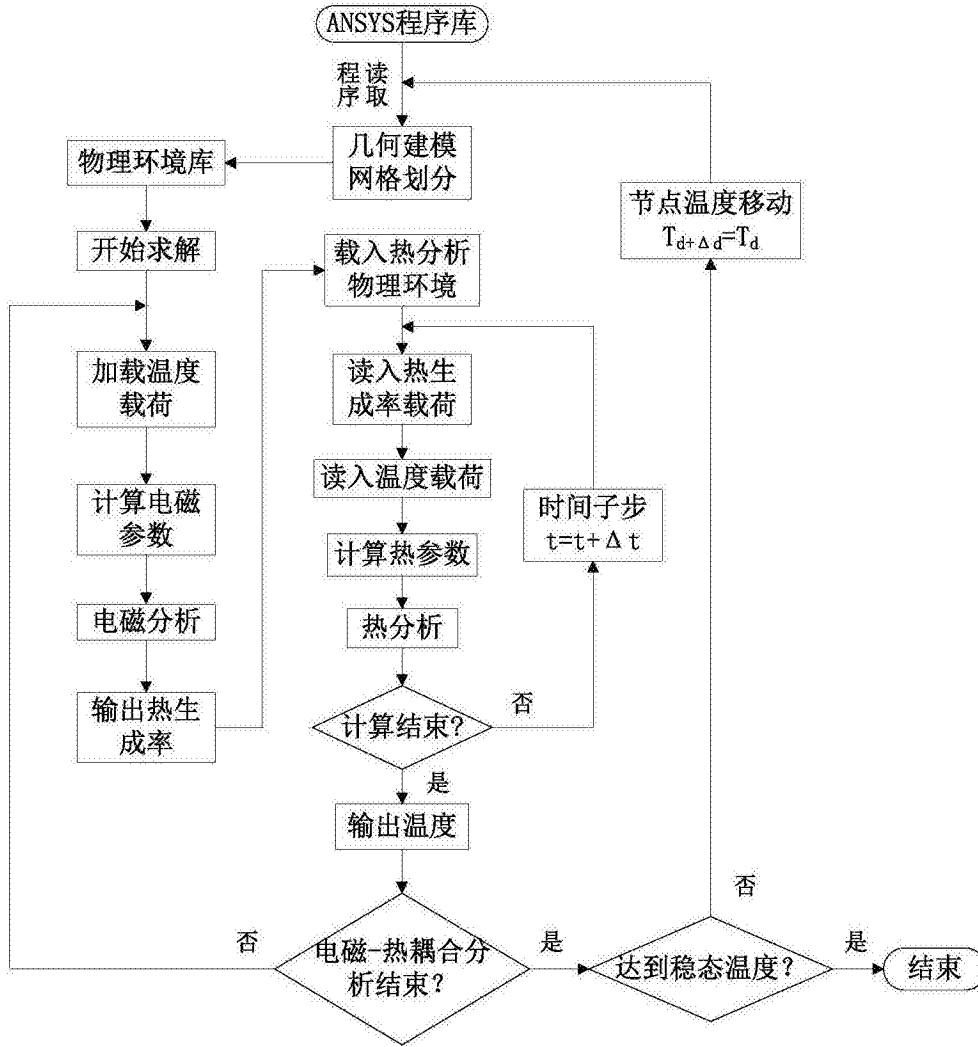 ANSYS程序库
读取
程序
几何建模
网格划分
物理环境库
开始求解
加载温度
载荷
计算电磁
参数
电磁分析
输出热生
成率
载入热分析
物理环境
读入热生
成率载荷
读入温度载荷
计算热参数
热分析
计算结束?
否
时间子步
t=t+Δt
是
输出温度
电磁-热耦合分
析结束?
否
是
达到稳态温度?
否
节点温度移动
Td+Δd=Td
是
结束